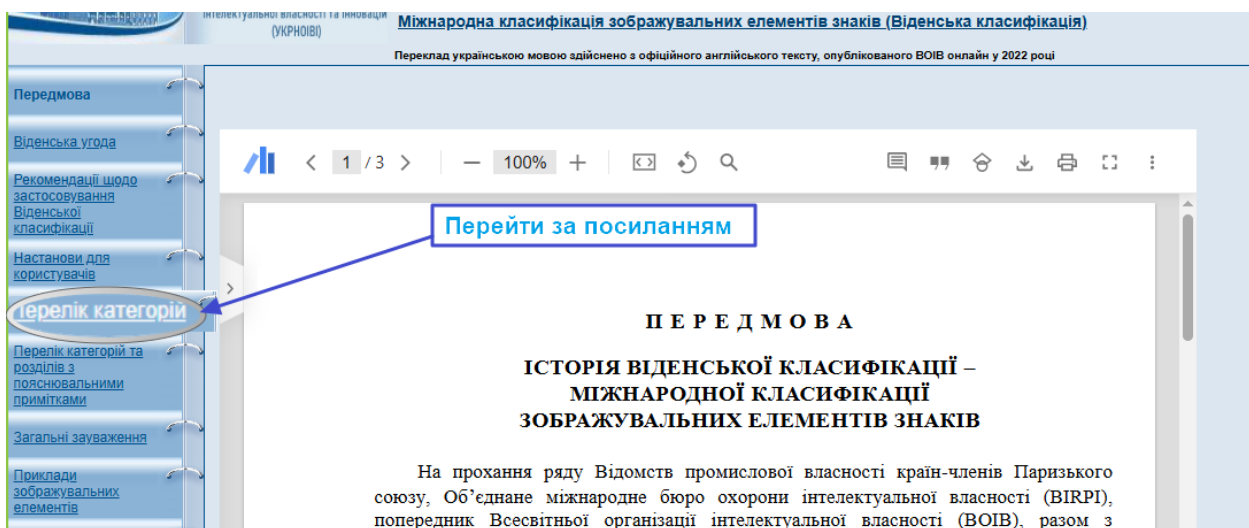 інтелектуальної власності та інновацій
(УКРНОІВІ)
Міжнародна класифікація зображувальних елементів знаків (Віденська класифікація)
Переклад українською мовою здійснено з офіційного англійського тексту, опублікованого ВОІВ онлайн у 2022 році
Передмова
Віденська угода
Рекомендації щодо
застосовування
Віденської
класифікації
Настанови для
користувачів
Перелік категорій
Перелік категорій та
розділів з
пояснювальними
примітками
Загальні зауваження
Приклади
зображувальних
елементів
1 / 3
100%
Перейти за посиланням
П Е Р Е Д М О В А
ІСТОРІЯ ВІДЕНСЬКОЇ КЛАСИФІКАЦІЇ –
МІЖНАРОДНОЇ КЛАСИФІКАЦІЇ
ЗОБРАЖУВАЛЬНИХ ЕЛЕМЕНТІВ ЗНАКІВ
На прохання ряду Відомств промислової власності країн-членів Паризького
союзу, Об’єднане міжнародне бюро охорони інтелектуальної власності (BIRPI),
попередник Всесвітньої організації інтелектуальної власності (ВОІВ), разом з